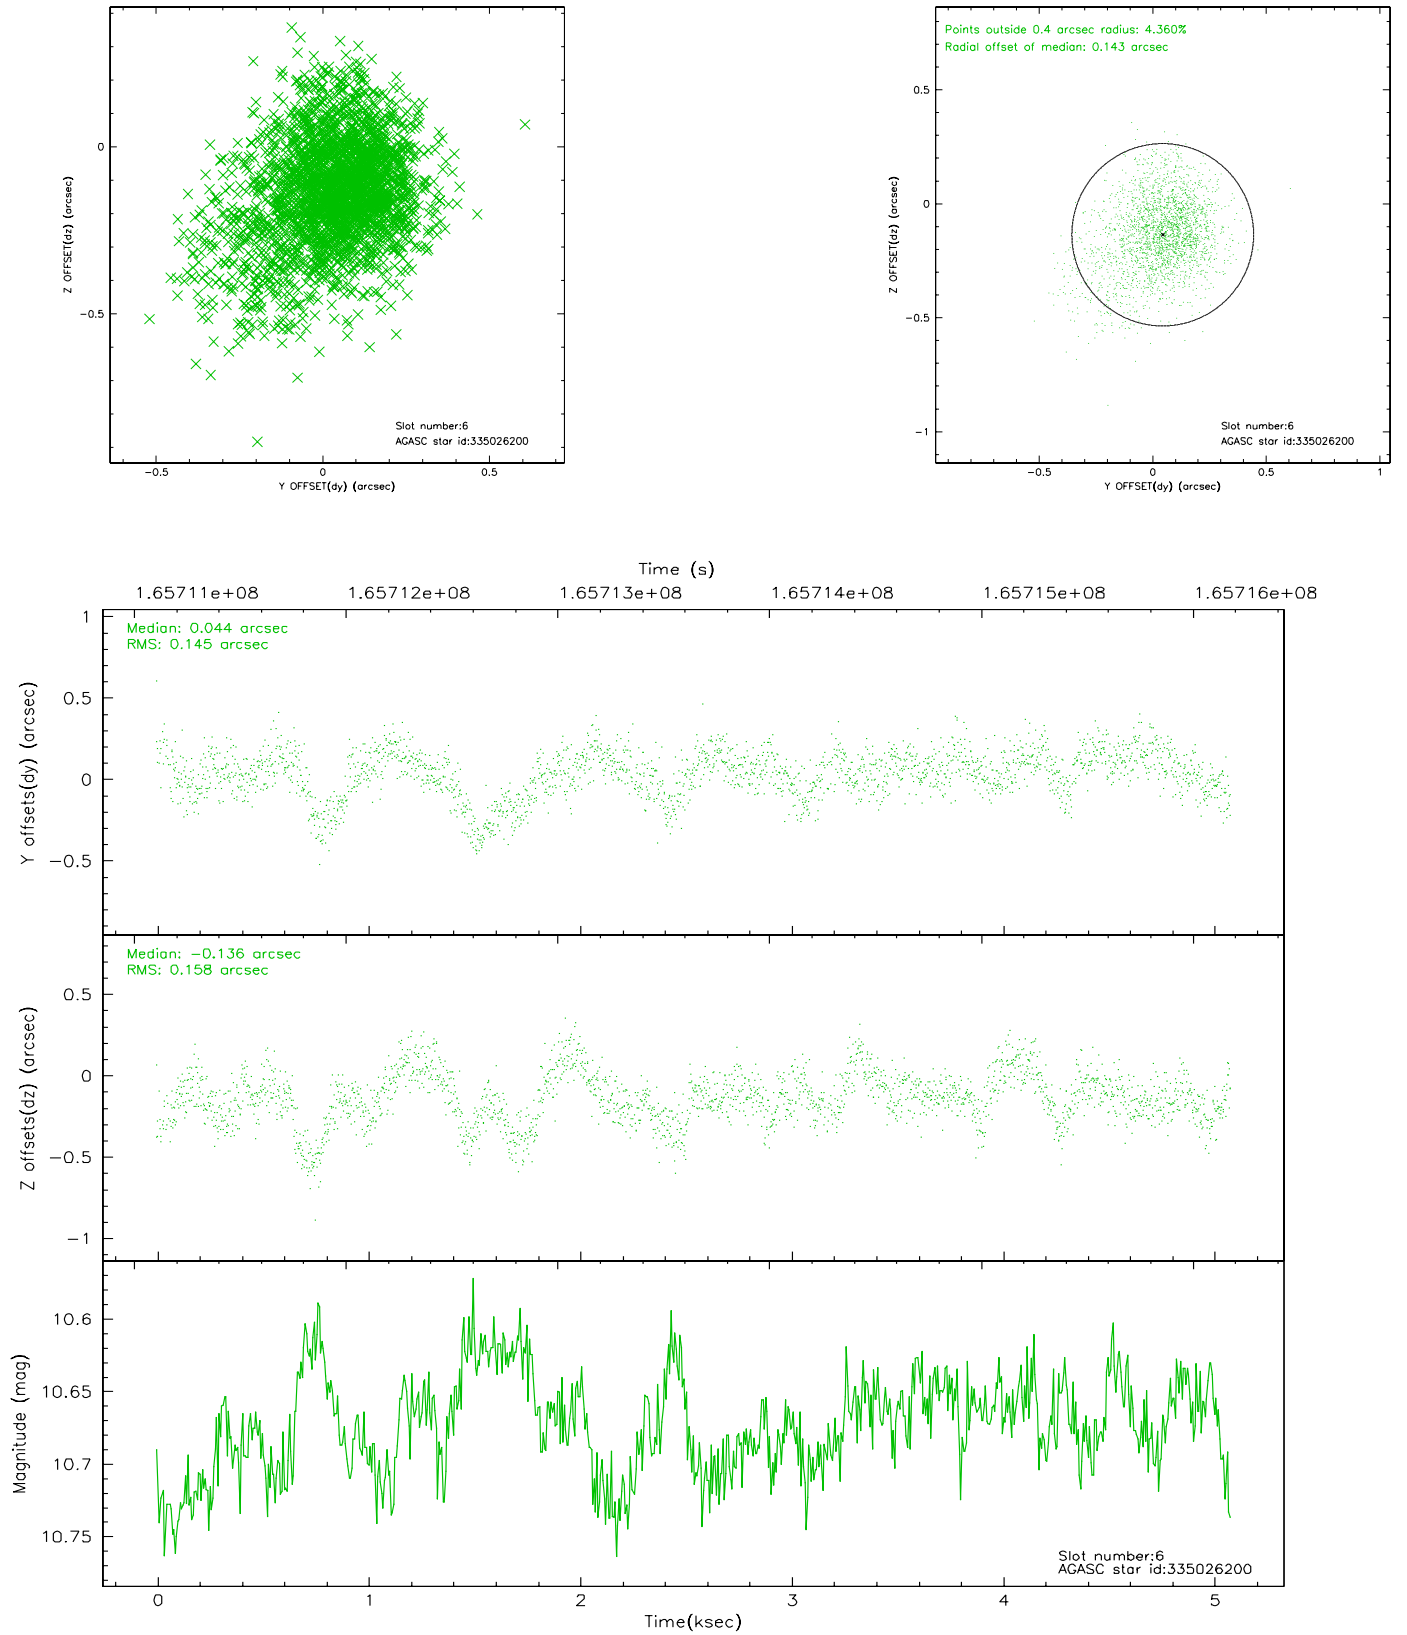 0
−0.5
Z OFFSET(dz) (arcsec)
Slot number:6
AGASC star id:335026200
−0.5
0
0.5
Y OFFSET(dy) (arcsec)
Points outside 0.4 arcsec radius: 4.360%
Radial offset of median: 0.143 arcsec
0.5
0
−0.5
−1
Z OFFSET(dz) (arcsec)
Slot number:6
AGASC star id:335026200
−0.5
0
0.5
1
Y OFFSET(dy) (arcsec)
Time (s)
1.65711e+08
1.65712e+08
1.65713e+08
1.65714e+08
1.65715e+08
1.65716e+08
Median: 0.044 arcsec
RMS: 0.145 arcsec
1
0.5
0
−0.5
Y offsets(dy) (arcsec)
Median: −0.136 arcsec
RMS: 0.158 arcsec
0.5
0
−0.5
−1
Z offsets(dz) (arcsec)
10.6
10.65
10.7
10.75
Magnitude (mag)
Slot number:6
AGASC star id:335026200
0
1
2
3
4
5
Time(ksec)